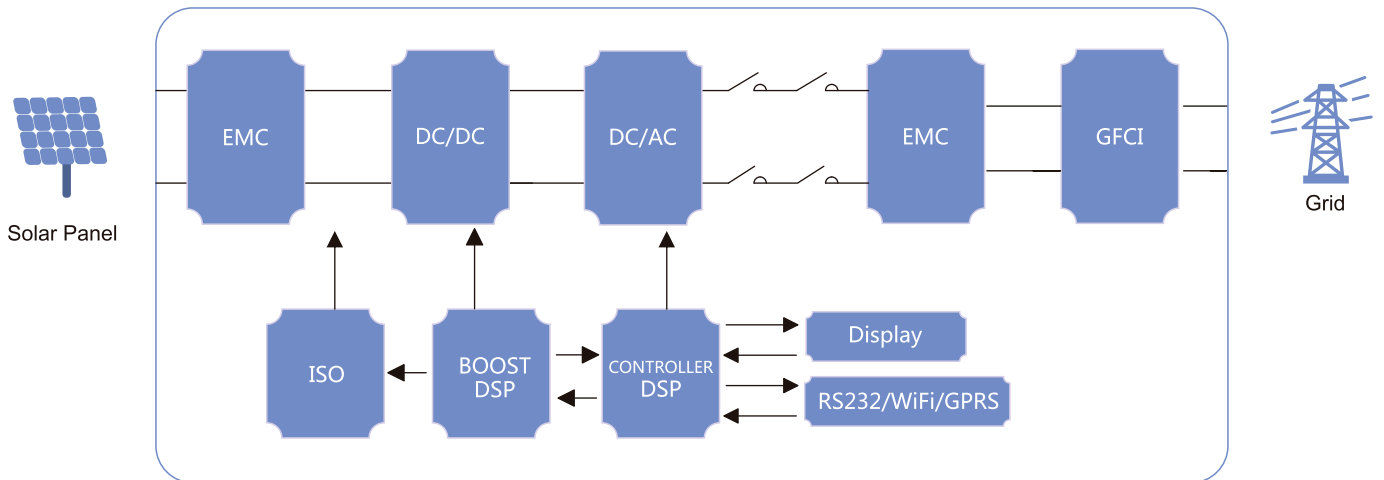 EMC
DC/DC
DC/AC
EMC
GFCI
Solar Panel
Grid
ISO
BOOST
DSP
CONTROLLER
DSP
Display
RS232/WiFi/GPRS